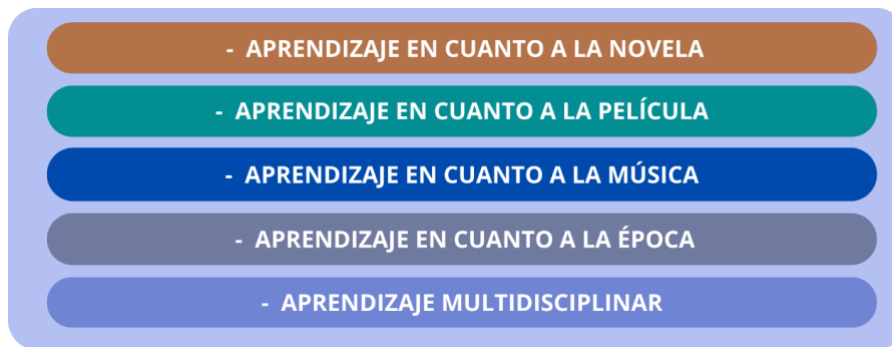 - APRENDIZAJE EN CUANTO A LA NOVELA
- APRENDIZAJE EN CUANTO A LA PELÍCULA
- APRENDIZAJE EN CUANTO A LA MÚSICA
- APRENDIZAJE EN CUANTO A LA ÉPOCA
- APRENDIZAJE MULTIDISCIPLINAR